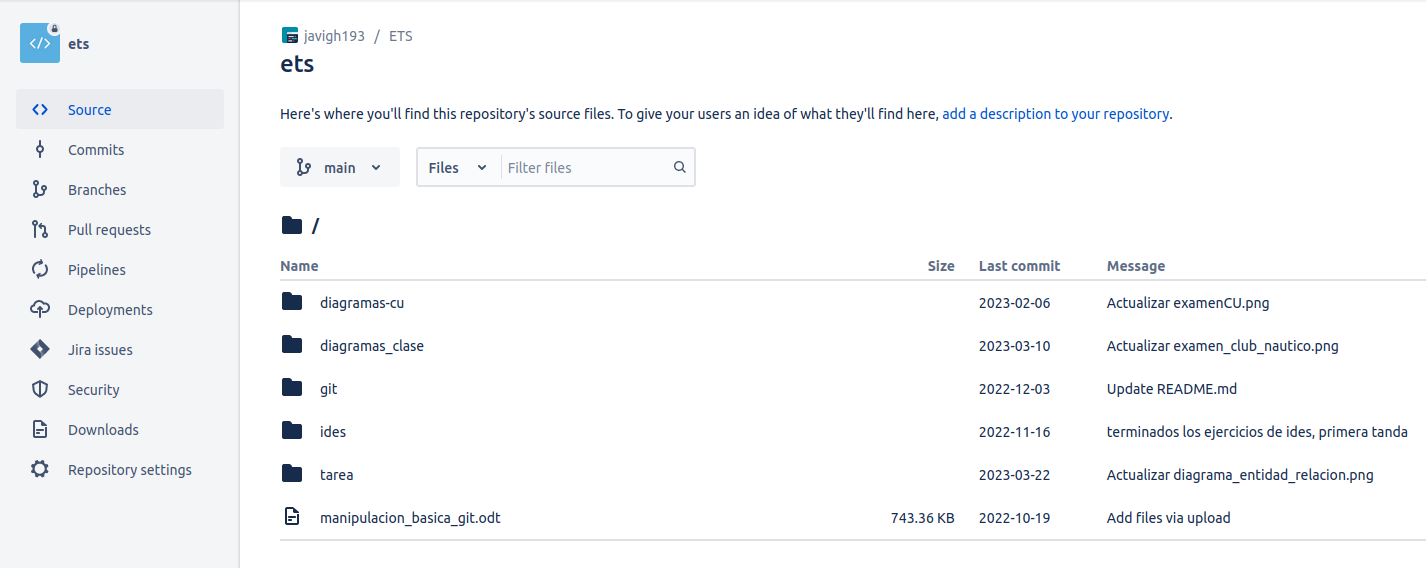 ets
Source
Commits
Branches
Pull requests
Pipelines
Deployments
Jira issues
Security
Downloads
Repository settings
javigh193 / ETS
ets
Here's where you'll find this repository's source files. To give your users an idea of what they'll find here, add a description to your repository.
main Files Filter files
/
Name Size Last commit Message
diagramas-cu 2023-02-06 Actualizar examenCU.png
diagramas_clase 2023-03-10 Actualizar examen_club_nautico.png
git 2022-12-03 Update README.md
ides 2022-11-16 terminados los ejercicios de ides, primera tanda
tarea 2023-03-22 Actualizar diagrama_entidad_relacion.png
manipulacion_basica_git.odt 743.36 KB 2022-10-19 Add files via upload